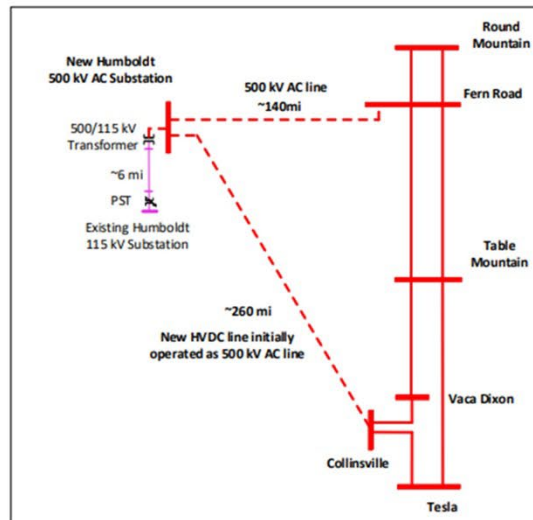 Round
Mountain
New Humboldt
500 kV AC Substation
500 kV AC line
~140mi
Fern Road
500/115 kV
Transformer
~6 mi
PST
Existing Humboldt
115 kV Substation
Table
Mountain
~260 mi
New HVDC line initially
operated as 500 kV AC line
Vaca Dixon
Collinsville
Tesla